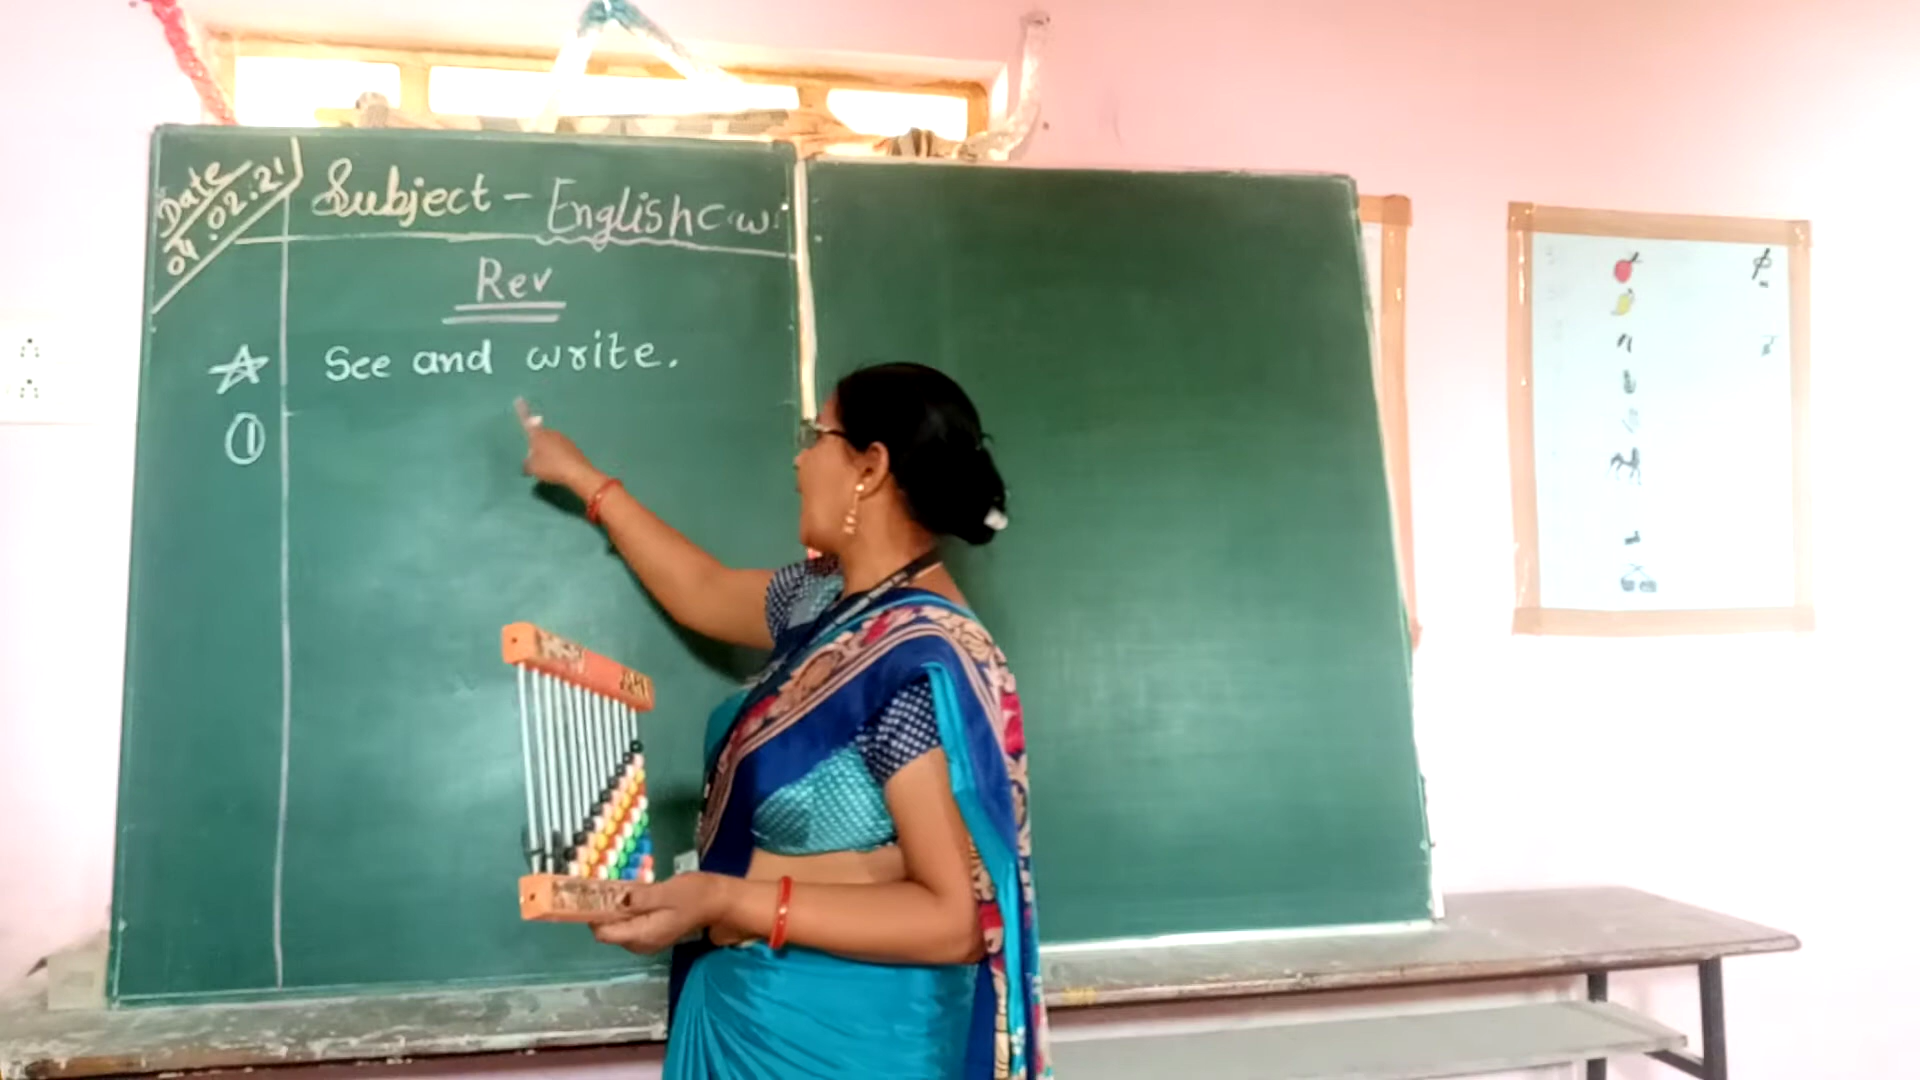 Date
04.02.21
Subject - English C.W.
Rev
☆ See and write.
①